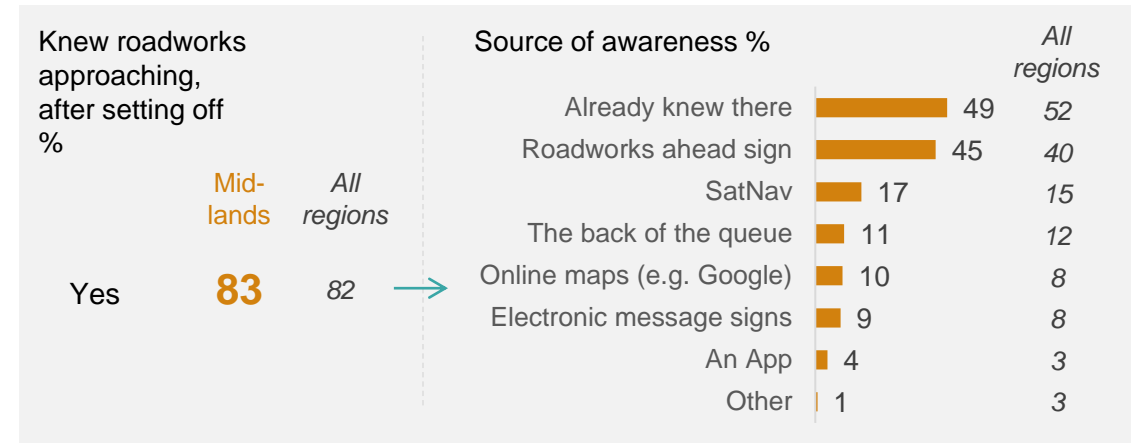 Knew roadworks
approaching,
after setting off
%
Mid-
lands
All
regions
Yes
83
82
Source of awareness %
All
regions
Already knew there 49 52
Roadworks ahead sign 45 40
SatNav 17 15
The back of the queue 11 12
Online maps (e.g. Google) 10 8
Electronic message signs 9 8
An App 4 3
Other 1 3